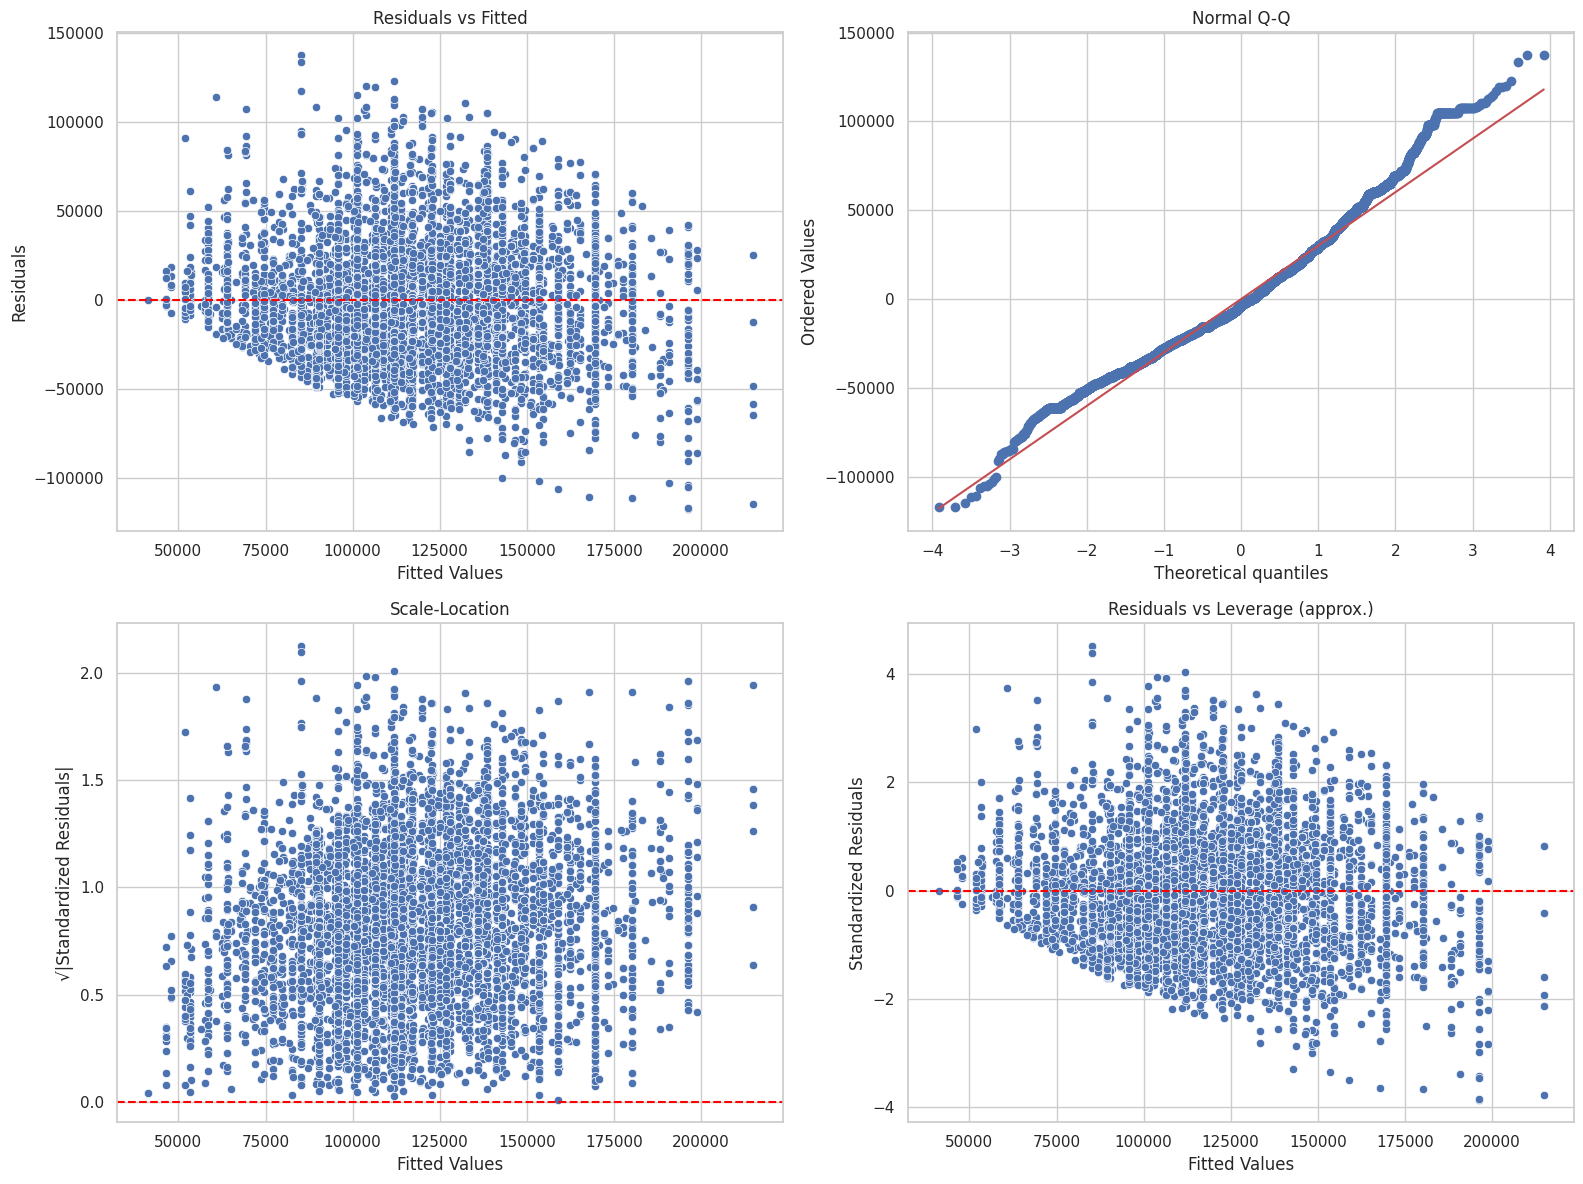 Residuals vs Fitted
150000
100000
50000
0
−50000
−100000
Residuals
50000 75000 100000 125000 150000 175000 200000
Fitted Values
Normal Q-Q
150000
100000
50000
0
−50000
−100000
Ordered Values
−4 −3 −2 −1 0 1 2 3 4
Theoretical quantiles
Scale-Location
2.0
1.5
1.0
0.5
0.0
√|Standardized Residuals|
50000 75000 100000 125000 150000 175000 200000
Fitted Values
Residuals vs Leverage (approx.)
4
2
0
−2
−4
Standardized Residuals
50000 75000 100000 125000 150000 175000 200000
Fitted Values